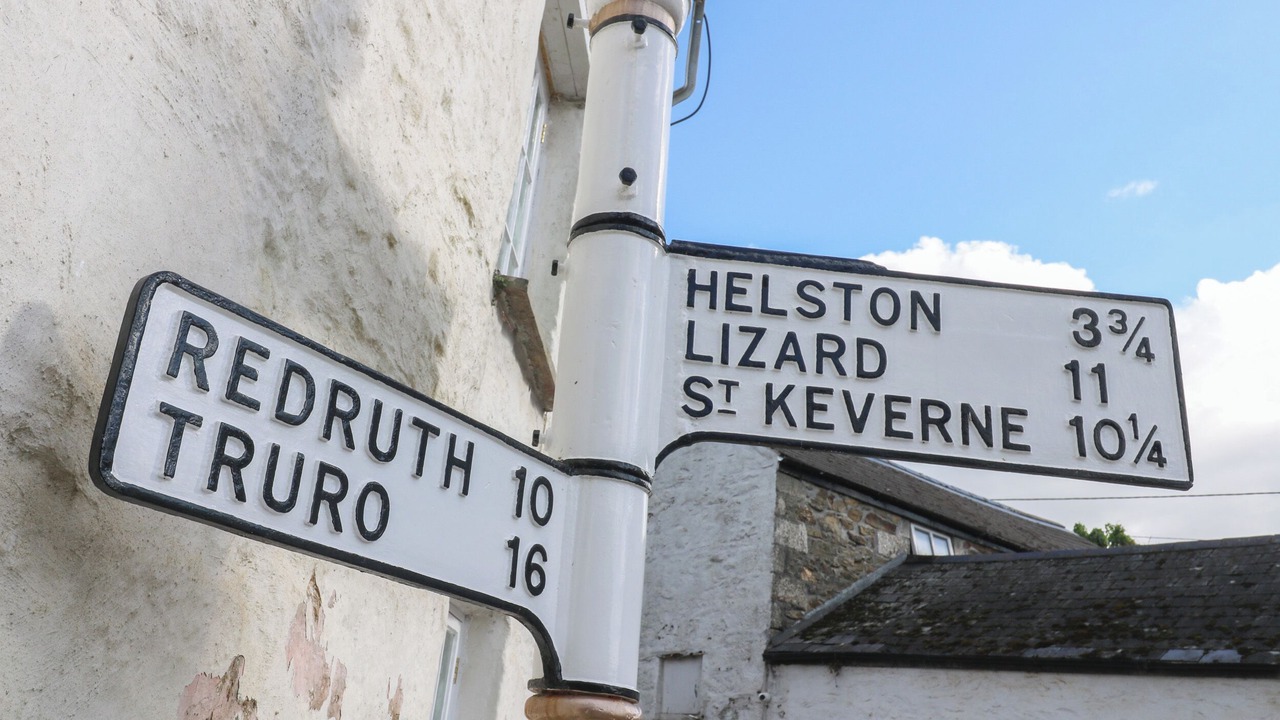 REDRUTH 10
TRURO 16
HELSTON 3¾
LIZARD 11
ST KEVERNE 10¼